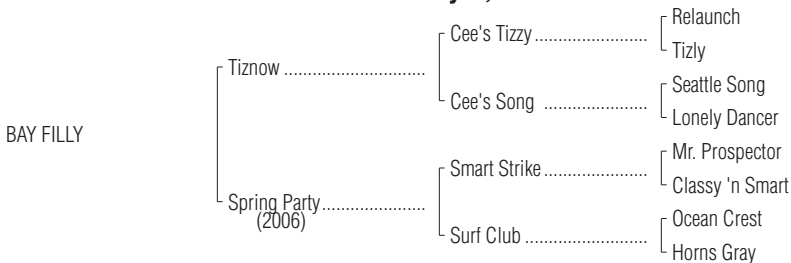 Relaunch
Cee's Tizzy
Tizly
Tiznow
Seattle Song
Cee's Song
Lonely Dancer
BAY FILLY
Mr. Prospector
Smart Strike
Classy 'n Smart
Spring Party
(2006)
Ocean Crest
Surf Club
Horns Gray